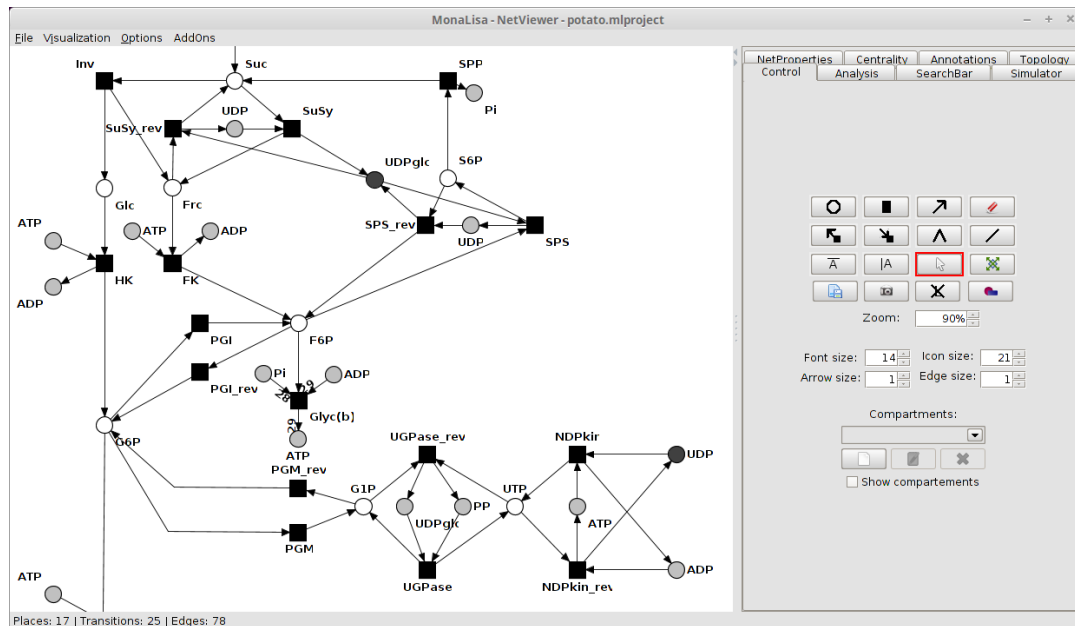 MonaLisa - NetViewer - potato.mlproject
File Visualization Options AddOns
Inv
Suc
SPP
Pi
UDP
SuSy
SuSy_rev
UDPglc
S6P
Glc
Frc
ATP
ATP
ADP
SPS_rev
UDP
SPS
HK
FK
ADP
PGI
F6P
PGI_rev
Pi
ADP
28
29
Glyc(b)
29
G6P
ATP
UGPase_rev
NDPkin
UDP
PGM_rev
G1P
UTP
UDPglc
PP
ATP
PGM
ATP
UGPase
NDPkin_rev
ADP
Places: 17 | Transitions: 25 | Edges: 78
NetProperties Centrality Annotations Topology
Control Analysis SearchBar Simulator
A |A
Zoom: 90%
Font size: 14 Icon size: 21
Arrow size: 1 Edge size: 1
Compartments:
Show compartements